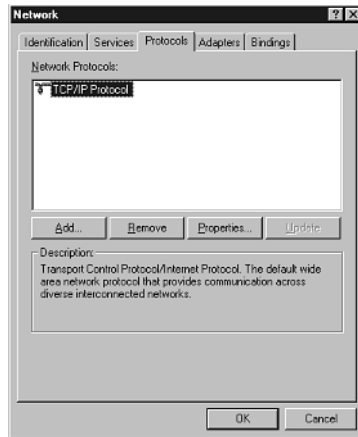 Network
Identification Services Protocols Adapters Bindings
Network Protocols:
TCP/IP Protocol
Add... Remove Properties... Update
Description:
Transport Control Protocol/Internet Protocol. The default wide
area network protocol that provides communication across
diverse interconnected networks.
OK Cancel